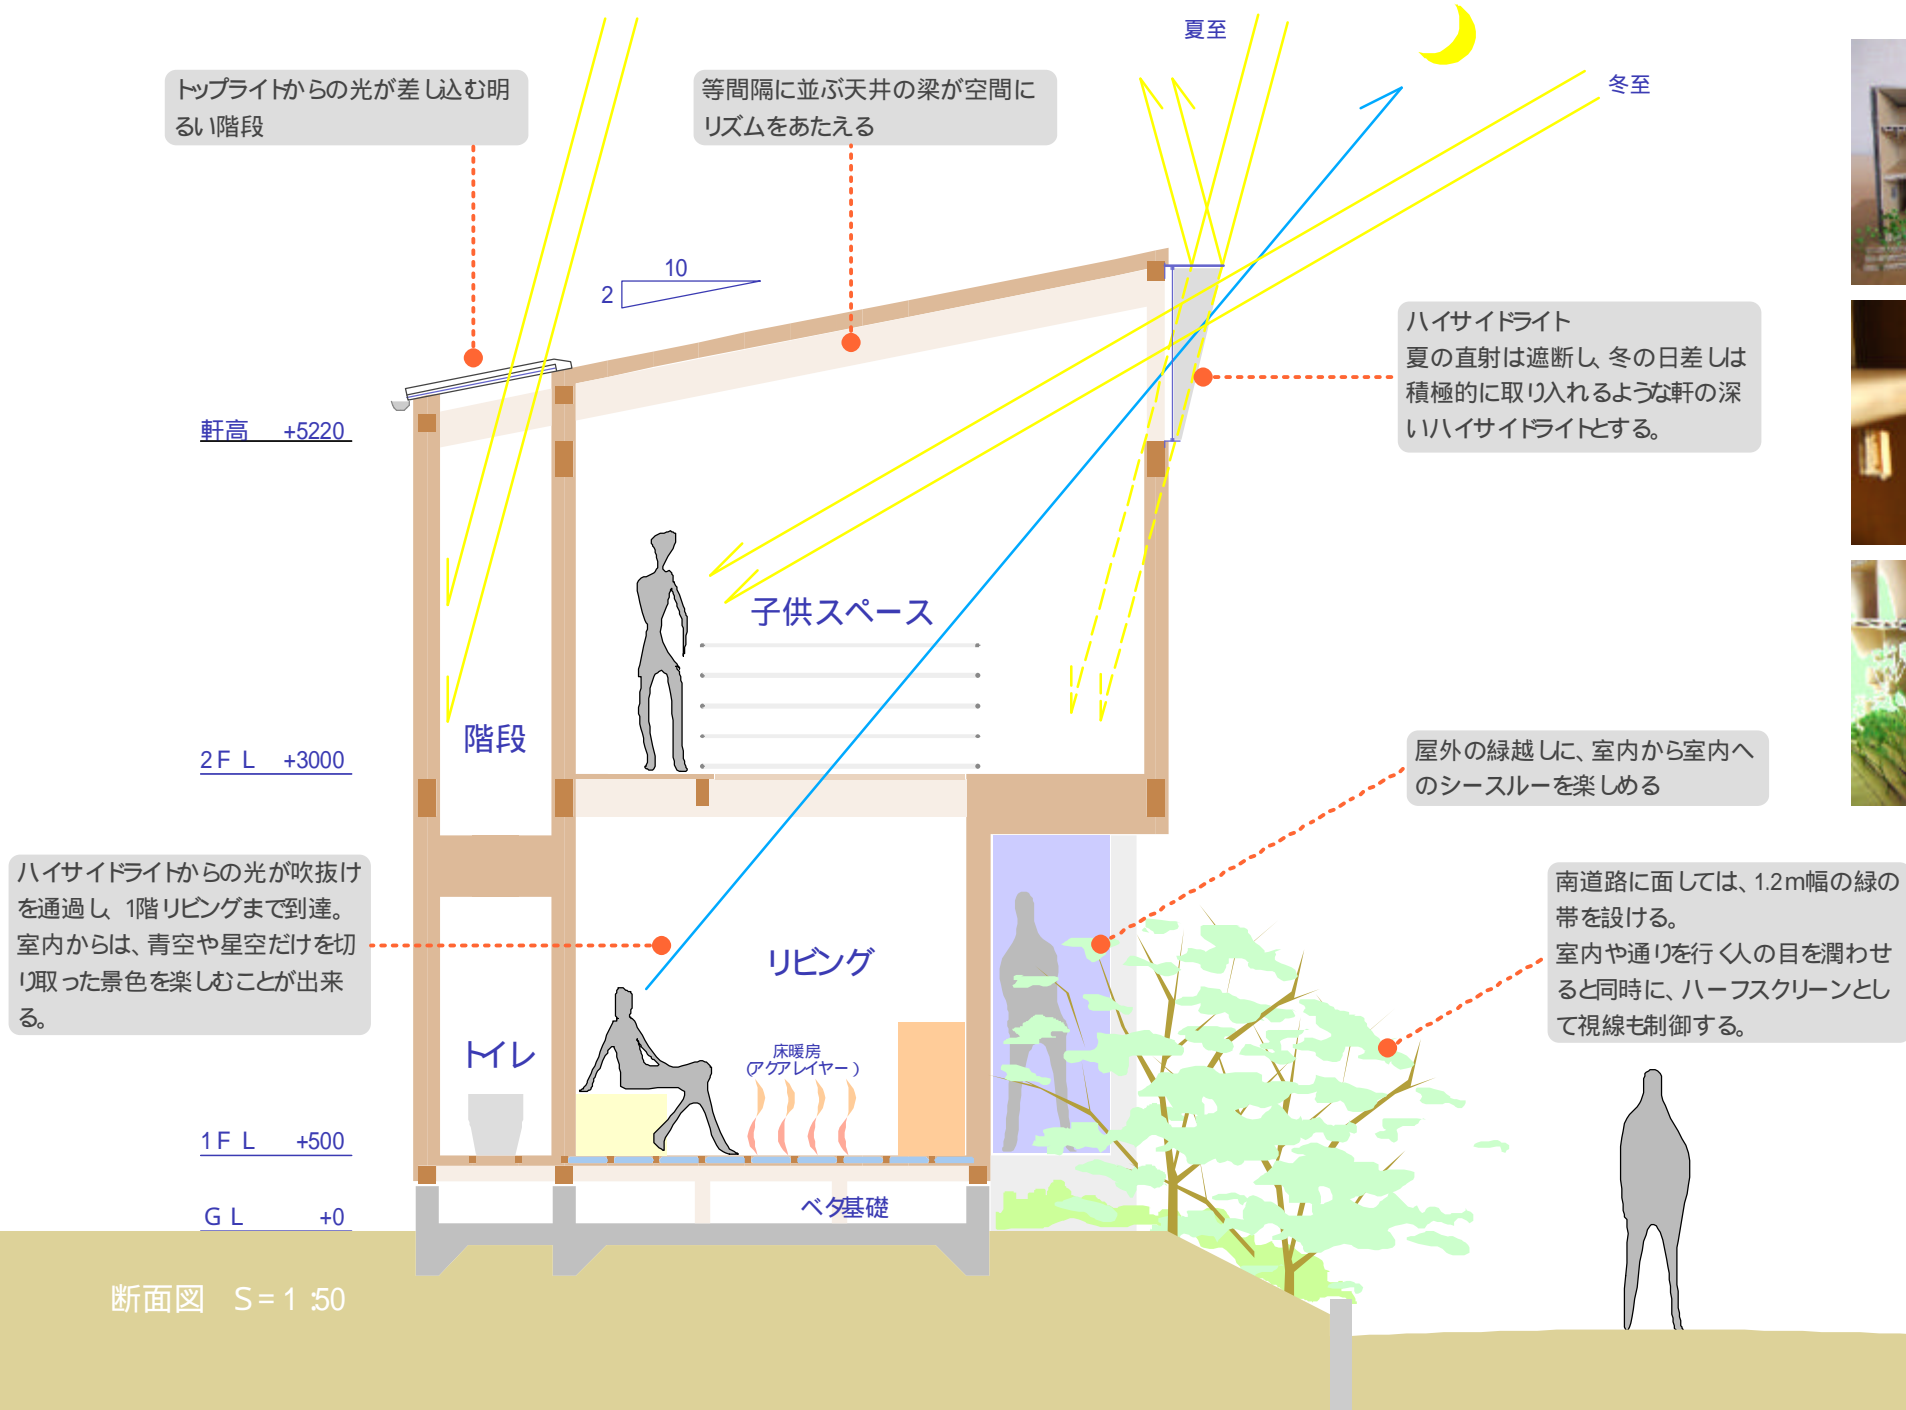 夏至
冬至
トップライトからの光が差し込む明
るい階段
等間隔に並ぶ天井の梁が空間に
リズムをあたえる
10
2
ハイサイドライト
夏の直射は遮断し、冬の日差しは
積極的に取り入れるような軒の深
いハイサイドライトとする。
軒高 +5220
子供スペース
階段
2FL +3000
屋外の緑越しに、室内から室内へ
のシースルーを楽しめる
ハイサイドライトからの光が吹抜け
を通過し、1階リビングまで到達。
室内からは、青空や星空だけを切
り取った景色を楽しむことが出来
る。
南道路に面しては、1.2m幅の緑の
帯を設ける。
室内や通りを行く人の目を潤わせ
ると同時に、ハーフスクリーンとし
て視線も制御する。
リビング
トイレ
床暖房
(アクアレイヤー)
1FL +500
ベタ基礎
GL +0
断面図 S=1:50